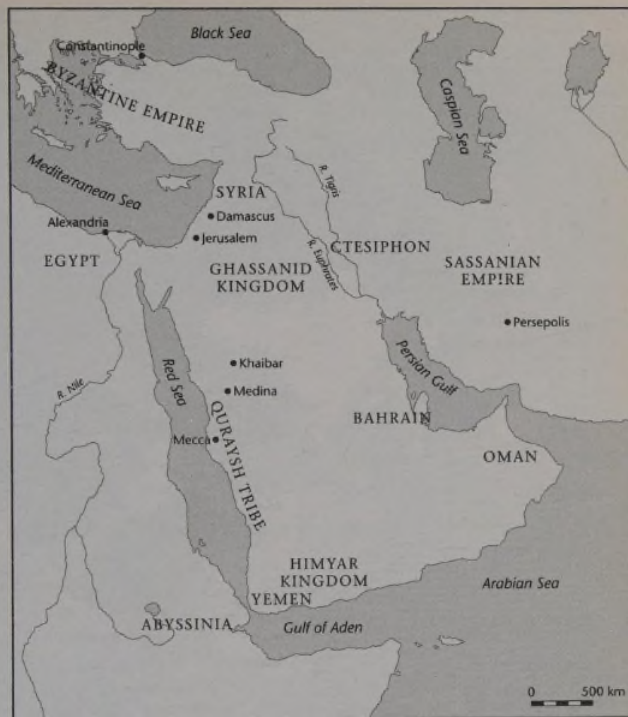 Black Sea
Constantinople
BYZANTINE EMPIRE
Caspian Sea
Mediterranean Sea
R. Tigris
SYRIA
Damascus
Alexandria
Jerusalem
CTESIPHON
R. Euphrates
EGYPT
GHASSANID
KINGDOM
SASSANIAN
EMPIRE
Persepolis
Red Sea
Khaibar
Persian Gulf
R. Nile
Medina
QURAYSH TRIBE
BAHRAIN
Mecca
OMAN
HIMYAR
KINGDOM
Arabian Sea
YEMEN
ABYSSINIA
Gulf of Aden
0 500 km